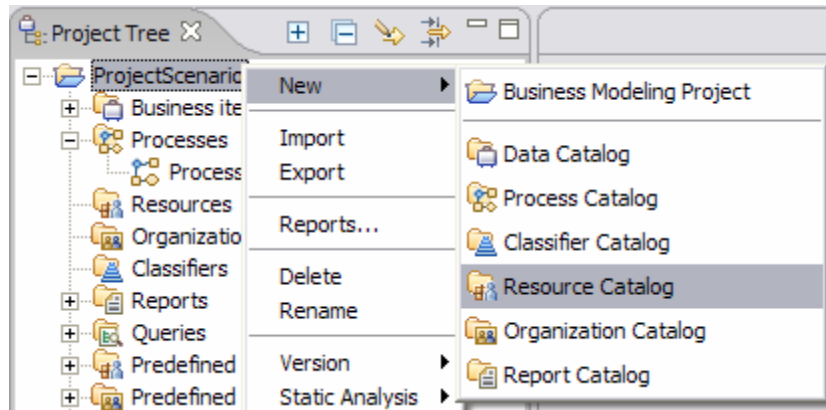 Project Tree
ProjectScenario
Business ite
Processes
Process
Resources
Organizatio
Classifiers
Reports
Queries
Predefined
Predefined
New
Import
Export
Reports...
Delete
Rename
Version
Static Analysis
Business Modeling Project
Data Catalog
Process Catalog
Classifier Catalog
Resource Catalog
Organization Catalog
Report Catalog